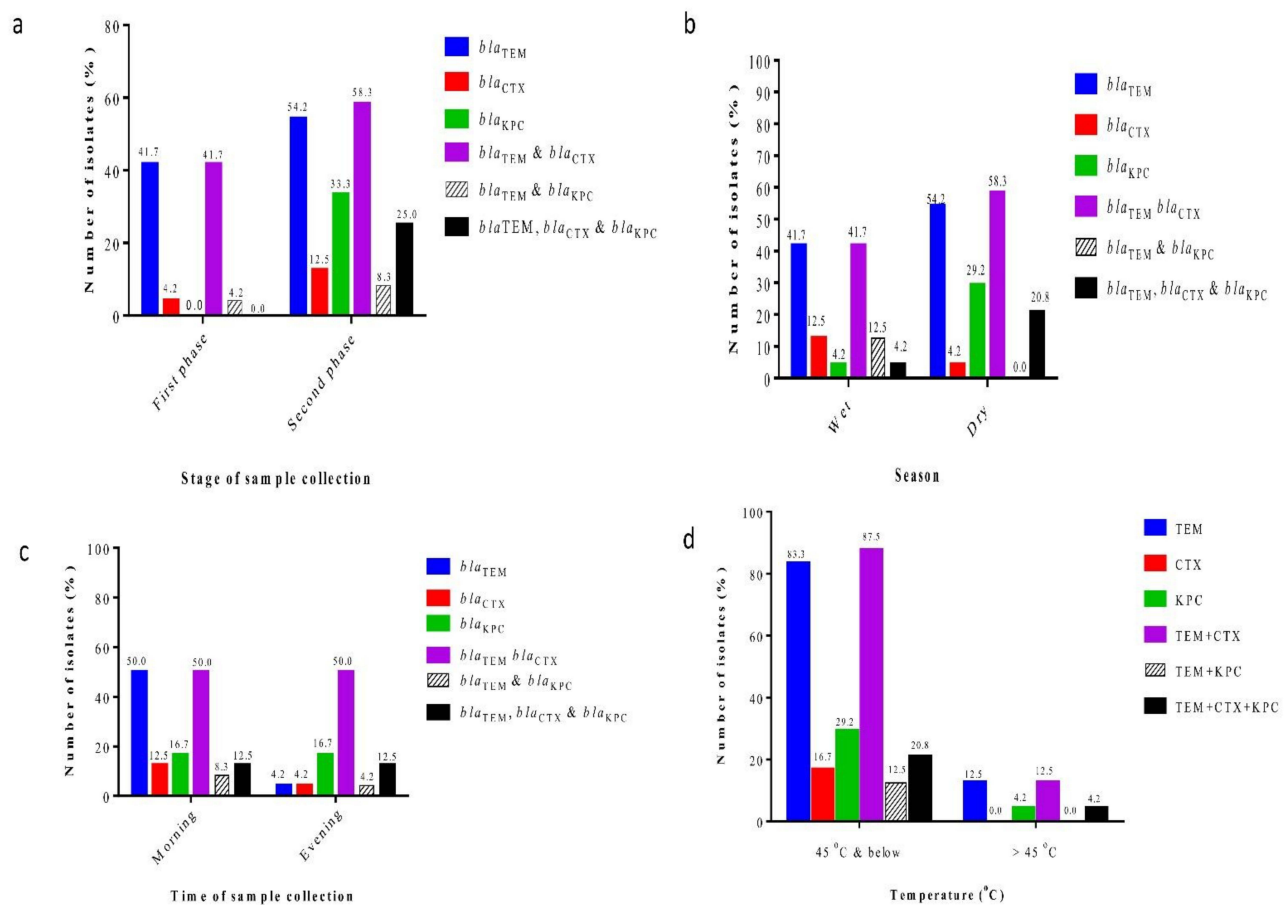 a
Number of isolates (%)
80
60
40
20
0
41.7
4.2
0.0
41.7
4.2
0.0
54.2
12.5
33.3
58.3
8.3
25.0
First phase
Second phase
Stage of sample collection
blaTEM
blaCTX
blaKPC
blaTEM & blaCTX
blaTEM & blaKPC
blaTEM, blaCTX & blaKPC
b
Number of isolates (%)
100
90
80
70
60
50
40
30
20
10
0
41.7
12.5
4.2
41.7
12.5
4.2
54.2
4.2
29.2
58.3
0.0
20.8
Wet
Dry
Season
blaTEM
blaCTX
blaKPC
blaTEM blaCTX
blaTEM & blaKPC
blaTEM, blaCTX & blaKPC
c
Number of isolates (%)
100
80
60
40
20
0
50.0
12.5
16.7
50.0
8.3
12.5
4.2
4.2
16.7
50.0
4.2
12.5
Morning
Evening
Time of sample collection
blaTEM
blaCTX
blaKPC
blaTEM blaCTX
blaTEM & blaKPC
blaTEM, blaCTX & blaKPC
d
Number of isolates (%)
100
80
60
40
20
0
83.3
16.7
29.2
87.5
12.5
20.8
12.5
0.0
4.2
12.5
0.0
4.2
45 °C & below
> 45 °C
Temperature (°C)
TEM
CTX
KPC
TEM+CTX
TEM+KPC
TEM+CTX+KPC